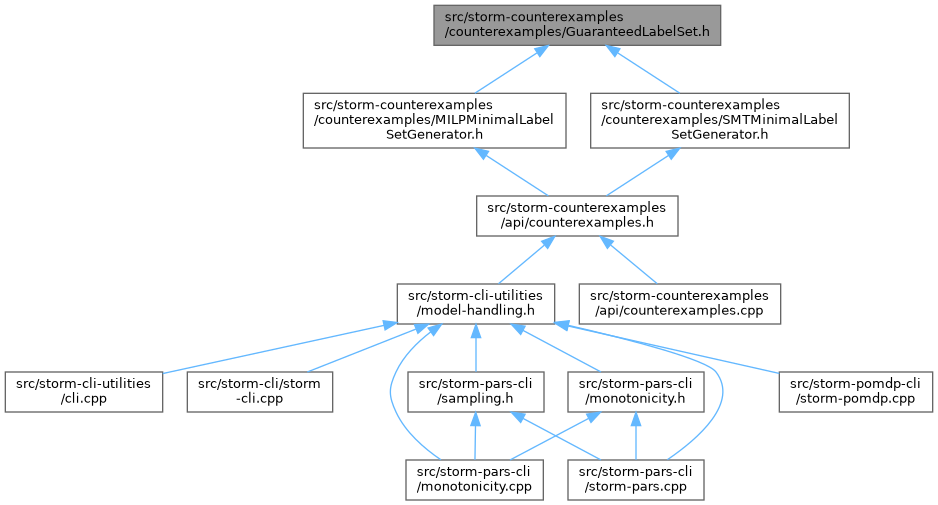 src/storm-counterexamples
/counterexamples/GuaranteedLabelSet.h
src/storm-counterexamples
/counterexamples/MILPMinimalLabel
SetGenerator.h
src/storm-counterexamples
/counterexamples/SMTMinimalLabel
SetGenerator.h
src/storm-counterexamples
/api/counterexamples.h
src/storm-cli-utilities
/model-handling.h
src/storm-counterexamples
/api/counterexamples.cpp
src/storm-cli-utilities
/cli.cpp
src/storm-cli/storm
-cli.cpp
src/storm-pars-cli
/sampling.h
src/storm-pars-cli
/monotonicity.h
src/storm-pomdp-cli
/storm-pomdp.cpp
src/storm-pars-cli
/monotonicity.cpp
src/storm-pars-cli
/storm-pars.cpp